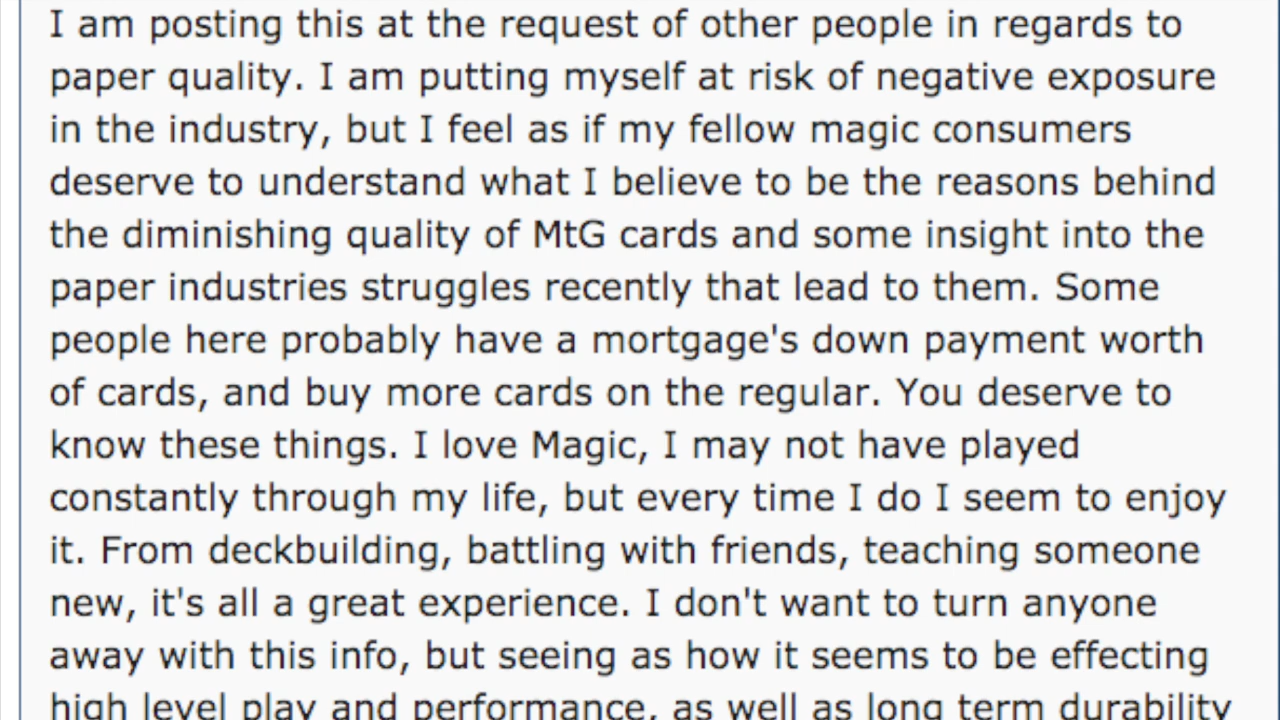 I am posting this at the request of other people in regards to
paper quality. I am putting myself at risk of negative exposure
in the industry, but I feel as if my fellow magic consumers
deserve to understand what I believe to be the reasons behind
the diminishing quality of MtG cards and some insight into the
paper industries struggles recently that lead to them. Some
people here probably have a mortgage's down payment worth
of cards, and buy more cards on the regular. You deserve to
know these things. I love Magic, I may not have played
constantly through my life, but every time I do I seem to enjoy
it. From deckbuilding, battling with friends, teaching someone
new, it's all a great experience. I don't want to turn anyone
away with this info, but seeing as how it seems to be effecting
high level play and performance, as well as long term durability